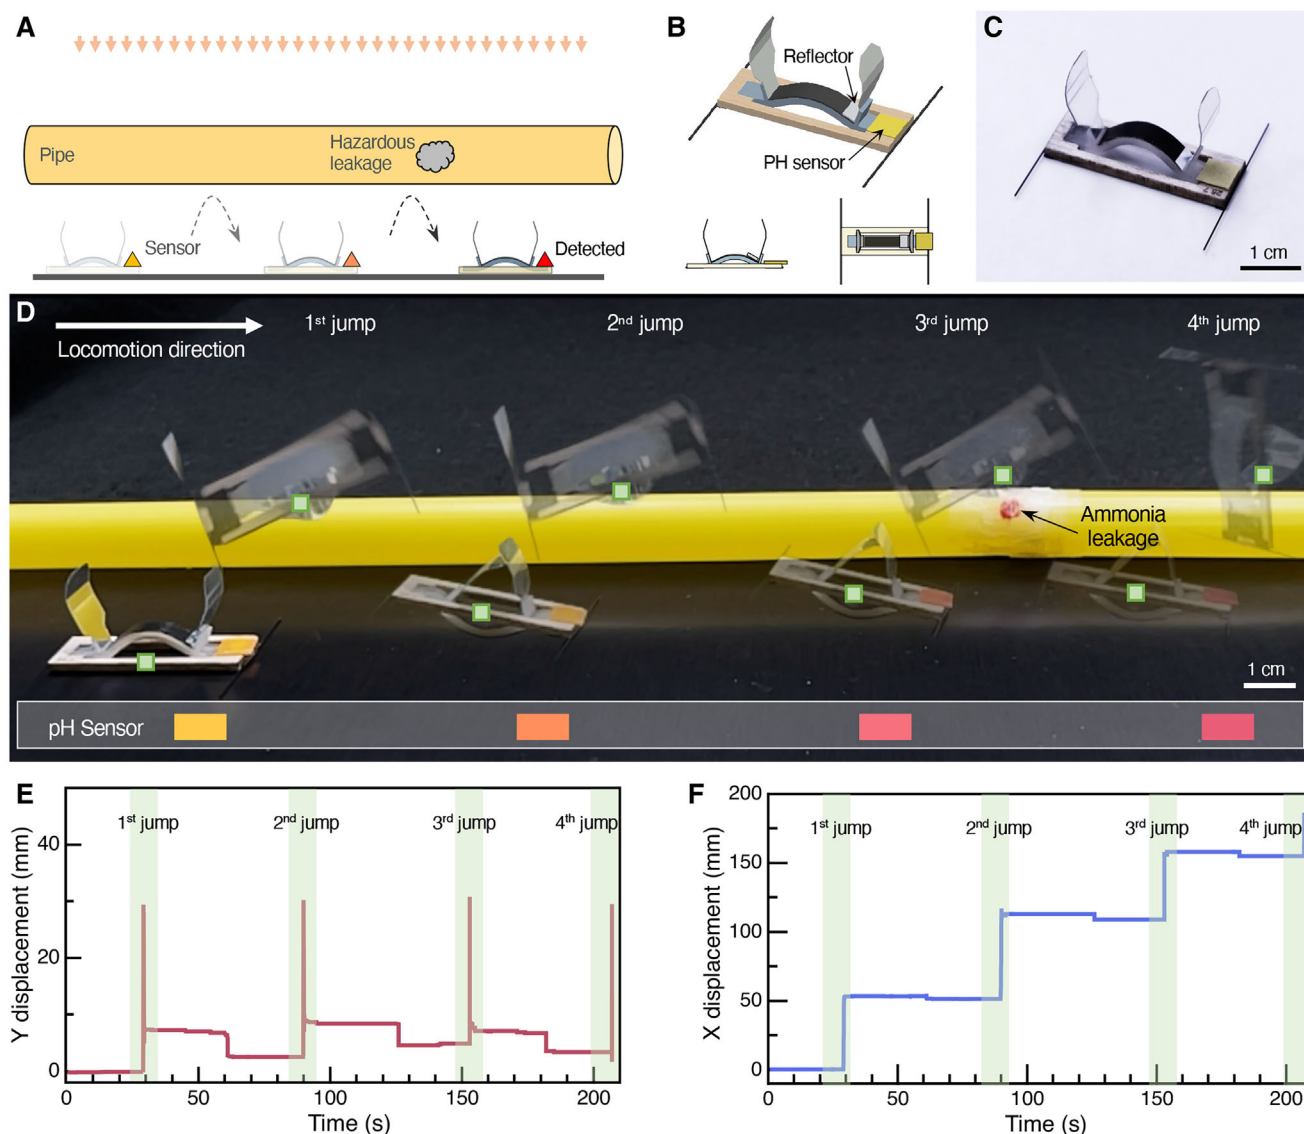 A
Pipe
Hazardous
leakage
Sensor
Detected
B
Reflector
PH sensor
C
1 cm
D
1st jump
2nd jump
3rd jump
4th jump
Locomotion direction
Ammonia
leakage
1 cm
pH Sensor
E
1st jump
2nd jump
3rd jump
4th jump
Y displacement (mm)
40
20
0
0
50
100
150
200
Time (s)
F
1st jump
2nd jump
3rd jump
4th jump
X displacement (mm)
200
150
100
50
0
0
50
100
150
200
Time (s)